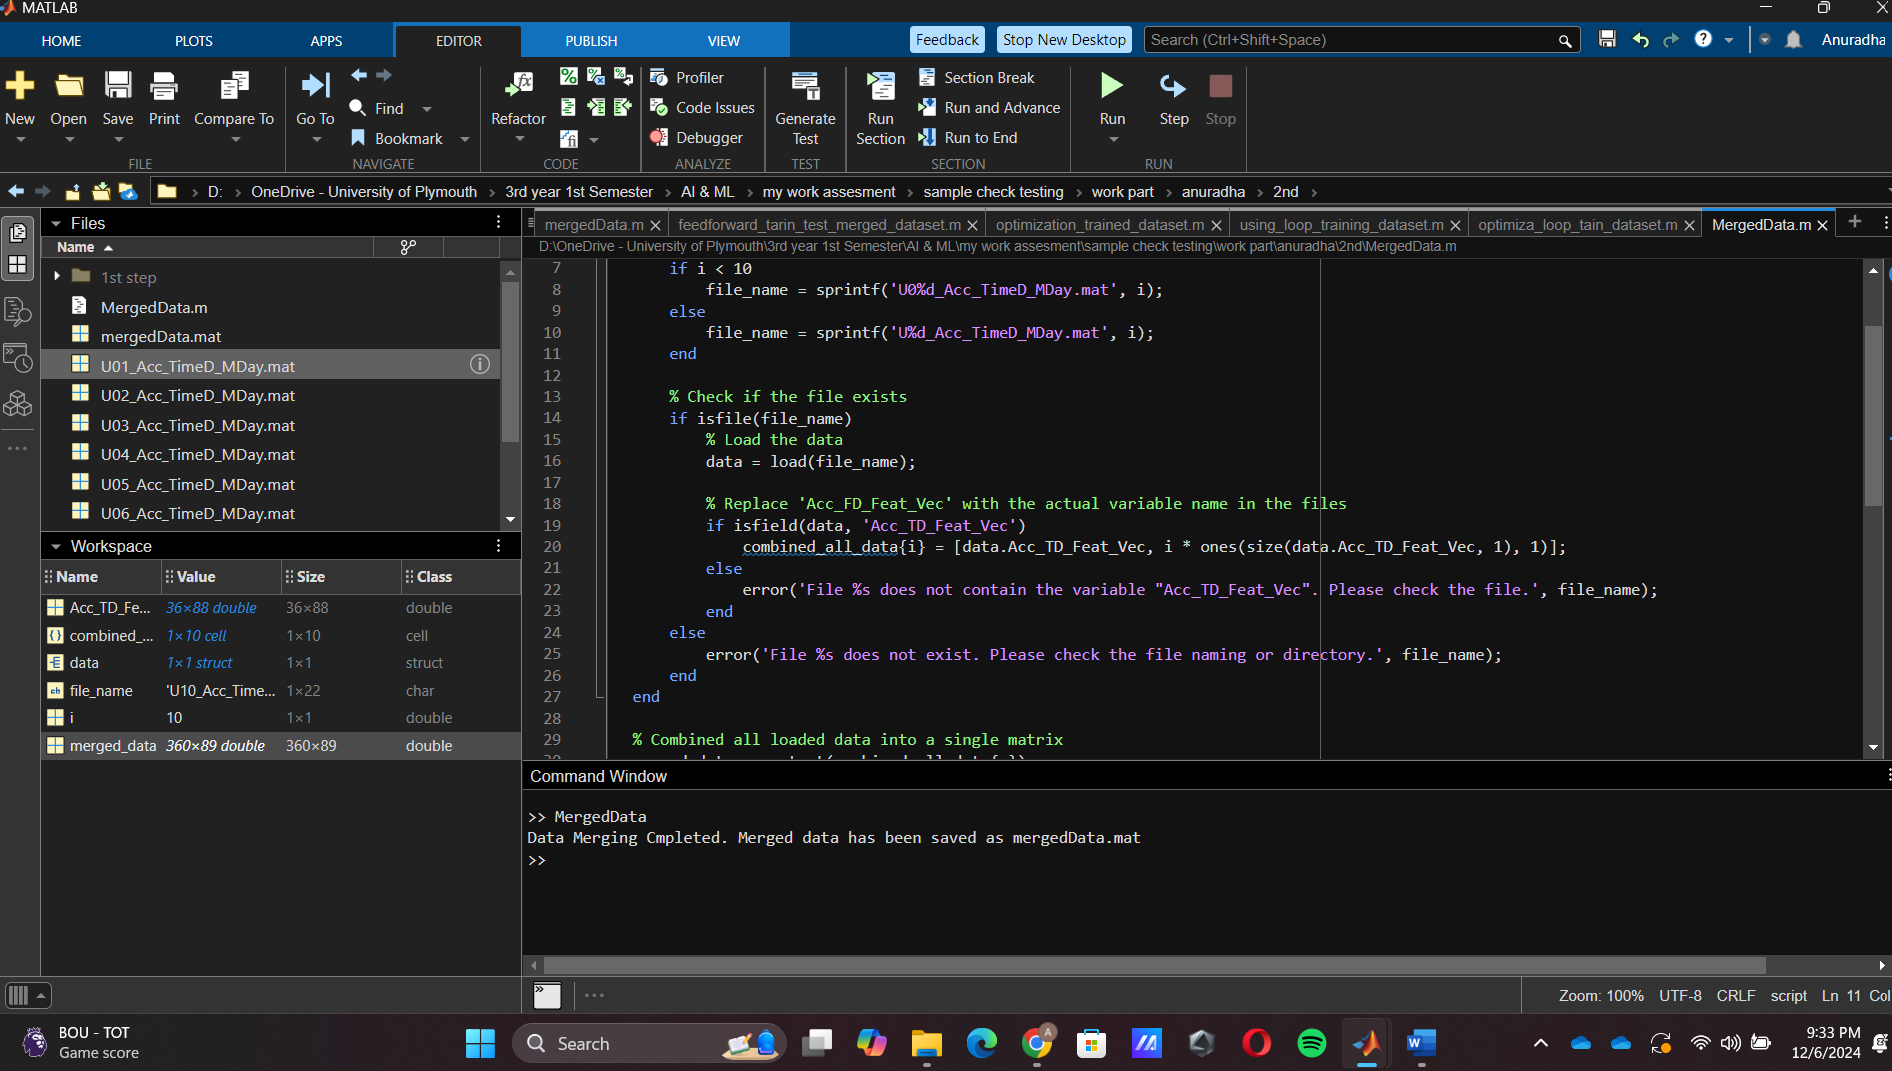 MATLAB
HOME PLOTS APPS EDITOR PUBLISH VIEW Feedback Stop New Desktop Search (Ctrl+Shift+Space) Anuradha
New Open Save Print Compare To Go To Find Bookmark Refactor Profiler Code Issues Debugger Generate Test Run Section Section Break Run and Advance Run to End Run Step Stop
FILE NAVIGATE CODE ANALYZE TEST SECTION RUN
D: OneDrive - University of Plymouth 3rd year 1st Semester AI & ML my work assesment sample check testing work part anuradha 2nd
Files
Name
1st step
MergedData.m
mergedData.mat
U01_Acc_TimeD_MDay.mat
U02_Acc_TimeD_MDay.mat
U03_Acc_TimeD_MDay.mat
U04_Acc_TimeD_MDay.mat
U05_Acc_TimeD_MDay.mat
U06_Acc_TimeD_MDay.mat
Workspace
Name Value Size Class
Acc_TD_Fe... 36×88 double 36×88 double
combined_... 1×10 cell 1×10 cell
data 1×1 struct 1×1 struct
file_name 'U10_Acc_Time... 1×22 char
i 10 1×1 double
merged_data 360×89 double 360×89 double
mergedData.m feedforward_tarin_test_merged_dataset.m optimization_trained_dataset.m using_loop_training_dataset.m optimiza_loop_tain_dataset.m MergedData.m
D:\OneDrive - University of Plymouth\3rd year 1st Semester\AI & ML\my work assesment\sample check testing\work part\anuradha\2nd\MergedData.m
7 if i < 10
8 file_name = sprintf('U0%d_Acc_TimeD_MDay.mat', i);
9 else
10 file_name = sprintf('U%d_Acc_TimeD_MDay.mat', i);
11 end
12
13 % Check if the file exists
14 if isfile(file_name)
15 % Load the data
16 data = load(file_name);
17
18 % Replace 'Acc_FD_Feat_Vec' with the actual variable name in the files
19 if isfield(data, 'Acc_TD_Feat_Vec')
20 combined_all_data{i} = [data.Acc_TD_Feat_Vec, i * ones(size(data.Acc_TD_Feat_Vec, 1), 1)];
21 else
22 error('File %s does not contain the variable "Acc_TD_Feat_Vec". Please check the file.', file_name);
23 end
24 else
25 error('File %s does not exist. Please check the file naming or directory.', file_name);
26 end
27 end
28
29 % Combined all loaded data into a single matrix
Command Window
>> MergedData
Data Merging Cmpleted. Merged data has been saved as mergedData.mat
>>
Zoom: 100% UTF-8 CRLF script Ln 11 Col
BOU - TOT
Game score
Search
9:33 PM
12/6/2024